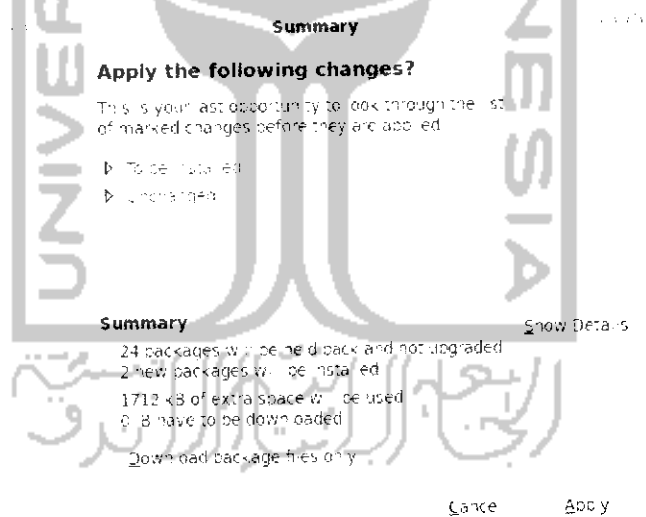 Summary
Apply the following changes?
This is your last opportunity to look through the list
of marked changes before they are applied
To be installed
Unchanged
Summary
Show Details
24 packages will be held back and not upgraded
2 new packages will be installed
kB of extra space will be used
0 B have to be downloaded
Download package files only
Cancel
Apply